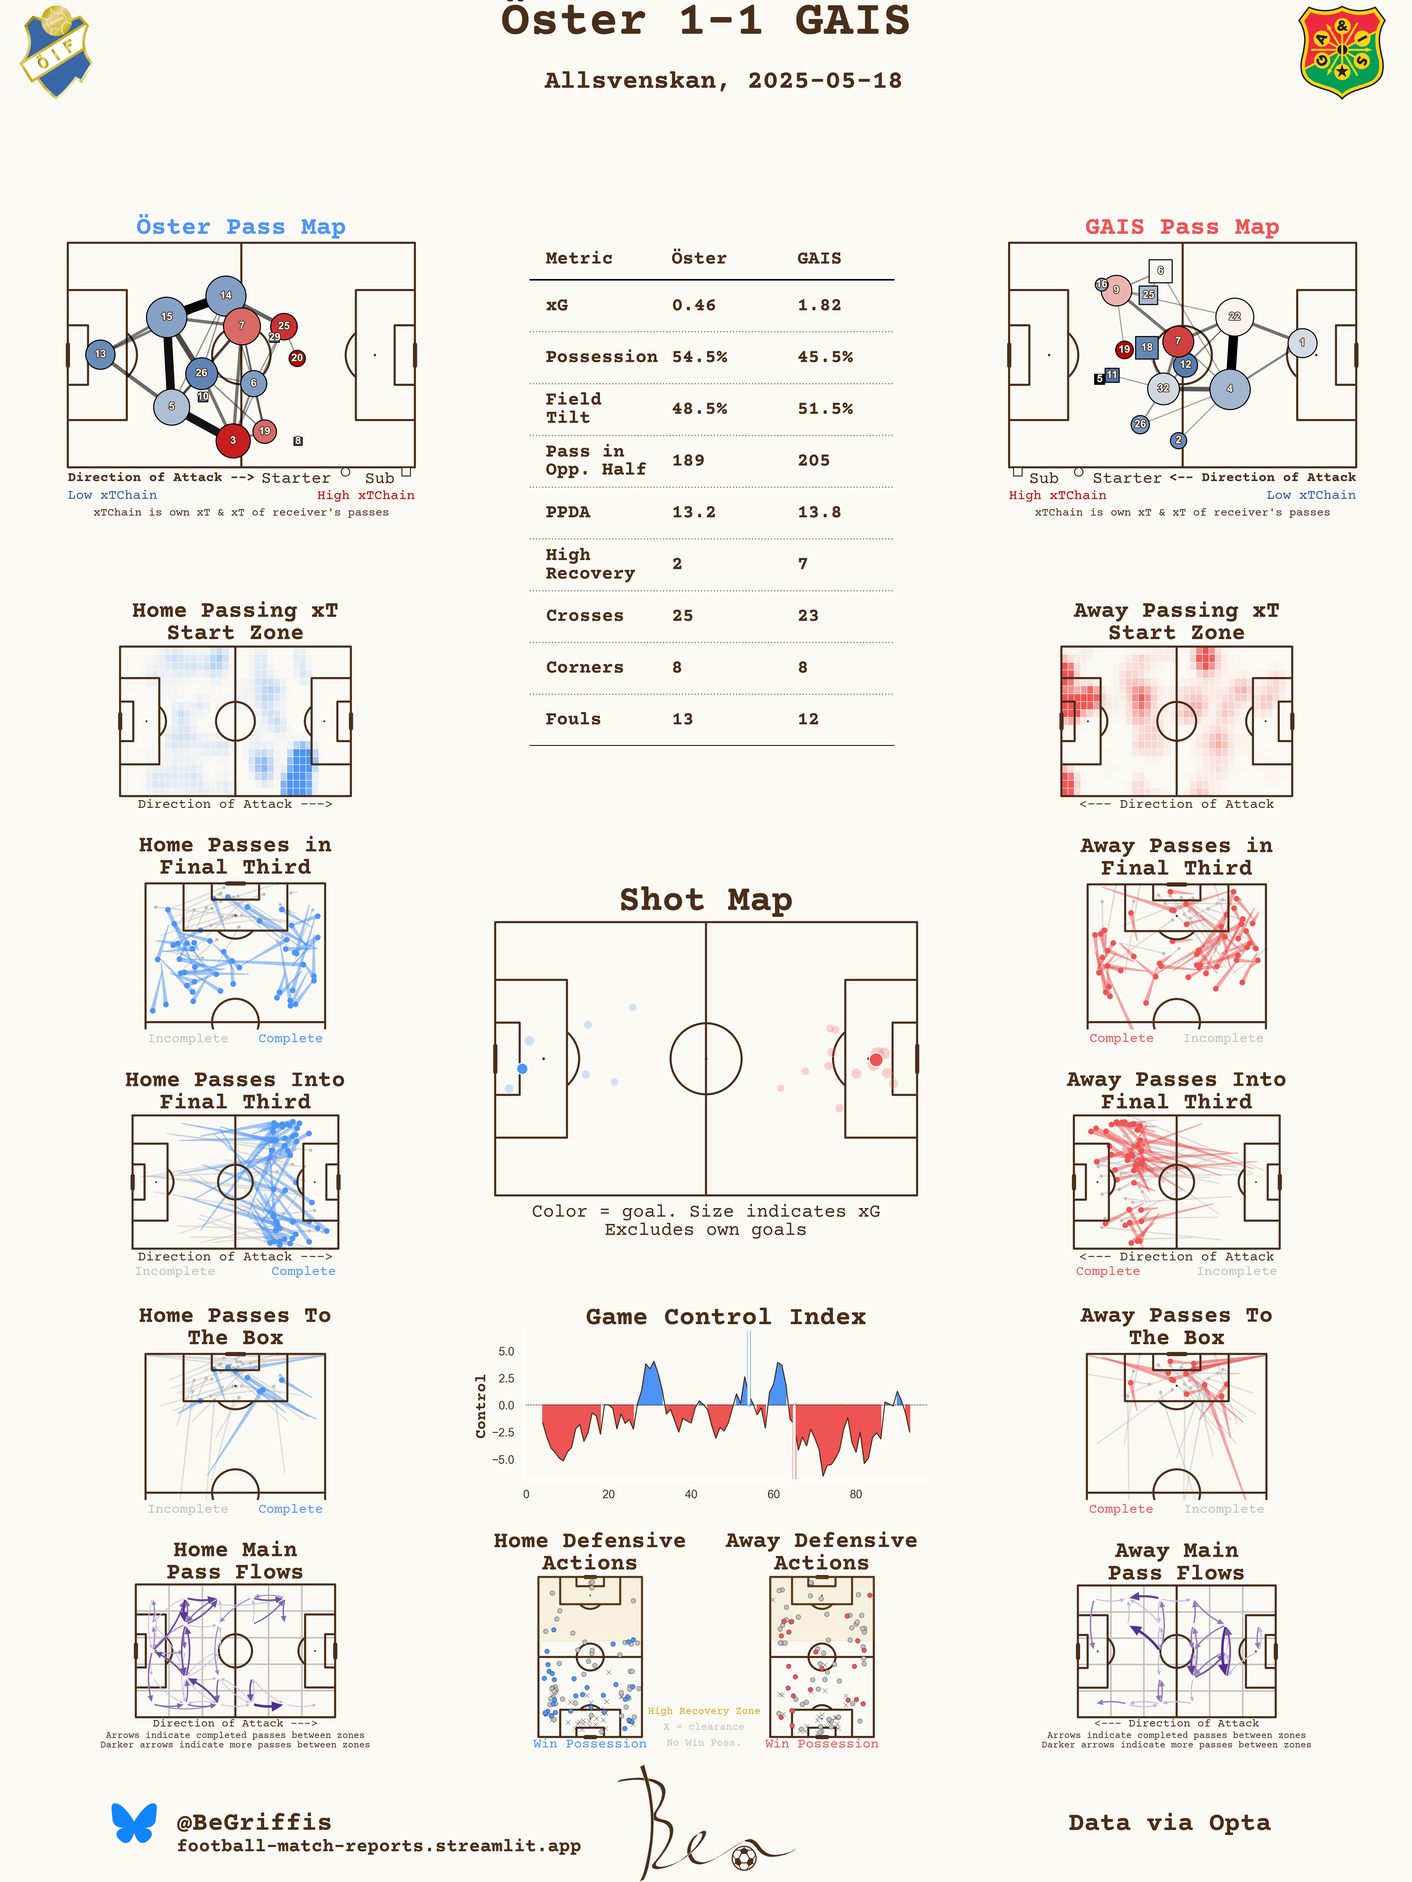 Öster 1-1 GAIS
Allsvenskan, 2025-05-18
ÖIF
GAIS
&
Öster Pass Map
14
15
7
25
29
13
20
26
6
10
5
19
3
8
Direction of Attack --> Starter Sub
Low xTChain High xTChain
xTChain is own xT & xT of receiver's passes
Metric Öster GAIS
xG 0.46 1.82
Possession 54.5% 45.5%
Field
Tilt 48.5% 51.5%
Pass in
Opp. Half 189 205
PPDA 13.2 13.8
High
Recovery 2 7
Crosses 25 23
Corners 8 8
Fouls 13 12
GAIS Pass Map
6
16
9
25
22
7
1
19
18
12
5
11
32
4
26
2
Sub Starter <-- Direction of Attack
High xTChain Low xTChain
xTChain is own xT & xT of receiver's passes
Home Passing xT
Start Zone
Direction of Attack --->
Away Passing xT
Start Zone
<--- Direction of Attack
Home Passes in
Final Third
Incomplete Complete
Away Passes in
Final Third
Complete Incomplete
Shot Map
Color = goal. Size indicates xG
Excludes own goals
Home Passes Into
Final Third
Direction of Attack --->
Incomplete Complete
Away Passes Into
Final Third
<--- Direction of Attack
Complete Incomplete
Home Passes To
The Box
Incomplete Complete
Game Control Index
Control
5.0
2.5
0.0
−2.5
−5.0
0 20 40 60 80
Away Passes To
The Box
Complete Incomplete
Home Main
Pass Flows
Direction of Attack --->
Arrows indicate completed passes between zones
Darker arrows indicate more passes between zones
Home Defensive
Actions
Win Possession
High Recovery Zone
X = clearance
No Win Poss.
Away Defensive
Actions
Win Possession
Away Main
Pass Flows
<--- Direction of Attack
Arrows indicate completed passes between zones
Darker arrows indicate more passes between zones
@BeGriffis
football-match-reports.streamlit.app
Ben
Data via Opta